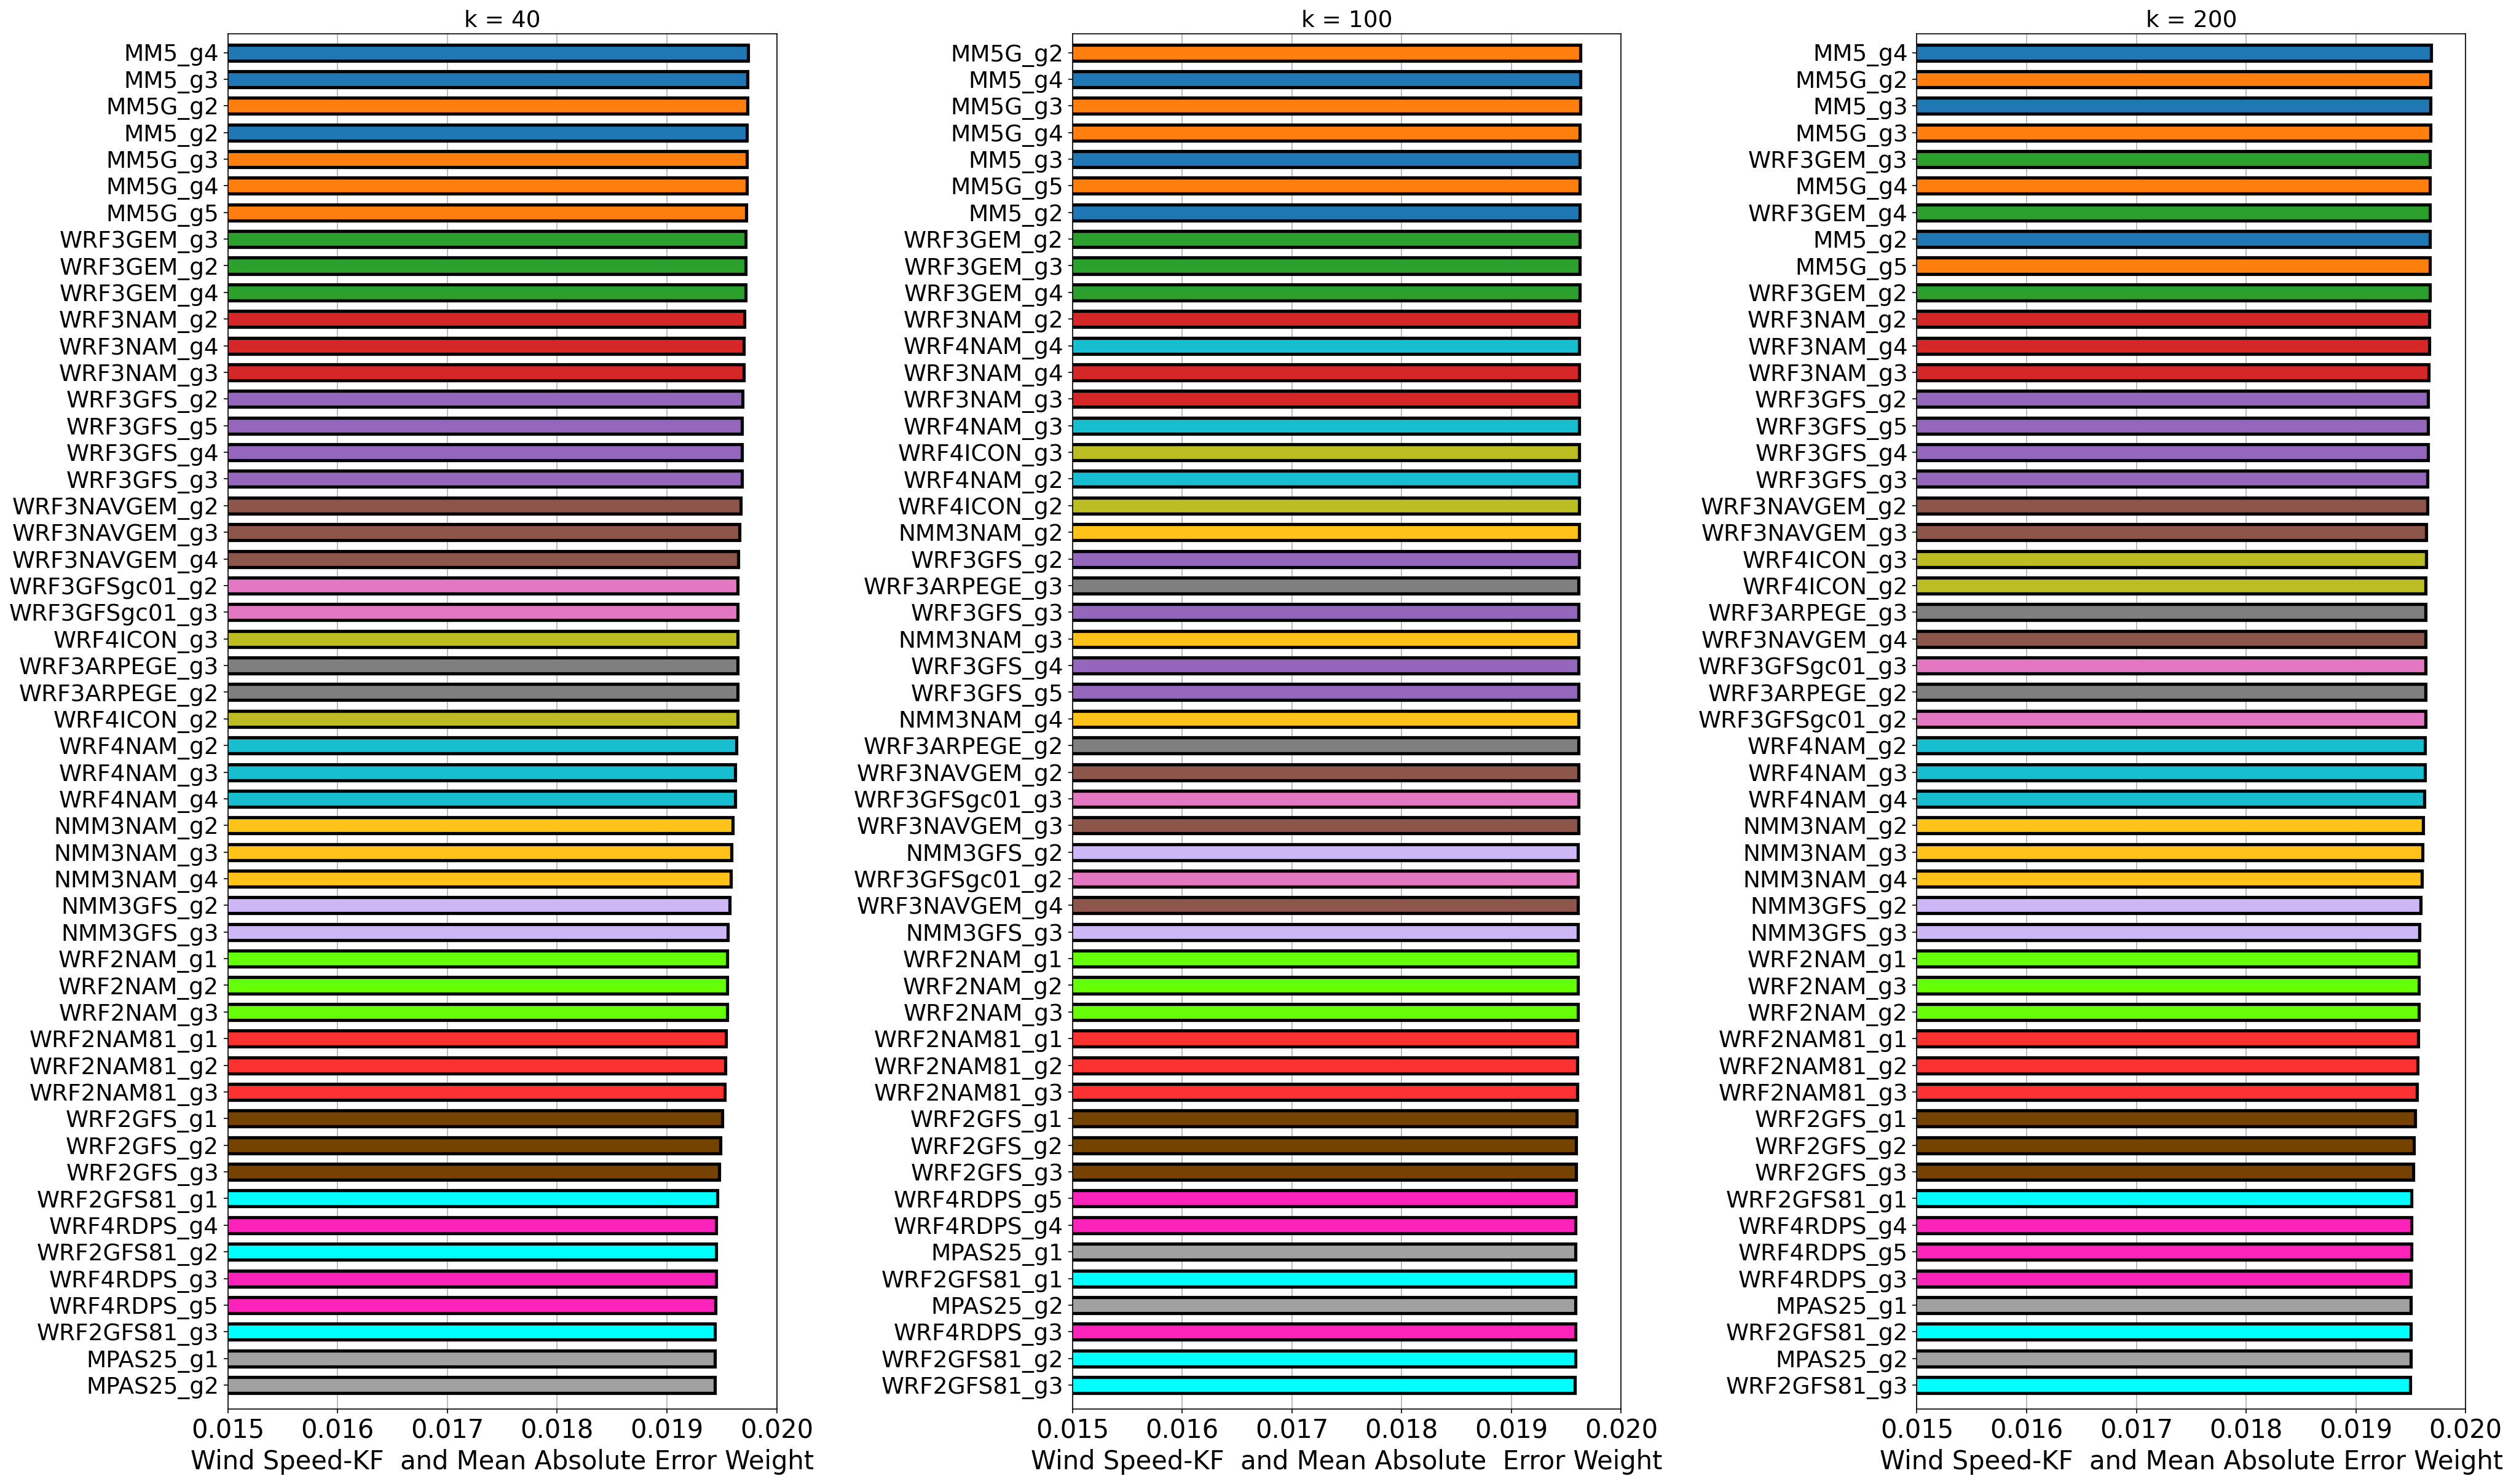 k = 40
MM5_g4
MM5_g3
MM5G_g2
MM5_g2
MM5G_g3
MM5G_g4
MM5G_g5
WRF3GEM_g3
WRF3GEM_g2
WRF3GEM_g4
WRF3NAM_g2
WRF3NAM_g4
WRF3NAM_g3
WRF3GFS_g2
WRF3GFS_g5
WRF3GFS_g4
WRF3GFS_g3
WRF3NAVGEM_g2
WRF3NAVGEM_g3
WRF3NAVGEM_g4
WRF3GFSgc01_g2
WRF3GFSgc01_g3
WRF4ICON_g3
WRF3ARPEGE_g3
WRF3ARPEGE_g2
WRF4ICON_g2
WRF4NAM_g2
WRF4NAM_g3
WRF4NAM_g4
NMM3NAM_g2
NMM3NAM_g3
NMM3NAM_g4
NMM3GFS_g2
NMM3GFS_g3
WRF2NAM_g1
WRF2NAM_g2
WRF2NAM_g3
WRF2NAM81_g1
WRF2NAM81_g2
WRF2NAM81_g3
WRF2GFS_g1
WRF2GFS_g2
WRF2GFS_g3
WRF2GFS81_g1
WRF4RDPS_g4
WRF2GFS81_g2
WRF4RDPS_g3
WRF4RDPS_g5
WRF2GFS81_g3
MPAS25_g1
MPAS25_g2
0.015 0.016 0.017 0.018 0.019 0.020
Wind Speed-KF  and Mean Absolute Error Weight
k = 100
MM5G_g2
MM5_g4
MM5G_g3
MM5G_g4
MM5_g3
MM5G_g5
MM5_g2
WRF3GEM_g2
WRF3GEM_g3
WRF3GEM_g4
WRF3NAM_g2
WRF4NAM_g4
WRF3NAM_g4
WRF3NAM_g3
WRF4NAM_g3
WRF4ICON_g3
WRF4NAM_g2
WRF4ICON_g2
NMM3NAM_g2
WRF3GFS_g2
WRF3ARPEGE_g3
WRF3GFS_g3
NMM3NAM_g3
WRF3GFS_g4
WRF3GFS_g5
NMM3NAM_g4
WRF3ARPEGE_g2
WRF3NAVGEM_g2
WRF3GFSgc01_g3
WRF3NAVGEM_g3
NMM3GFS_g2
WRF3GFSgc01_g2
WRF3NAVGEM_g4
NMM3GFS_g3
WRF2NAM_g1
WRF2NAM_g2
WRF2NAM_g3
WRF2NAM81_g1
WRF2NAM81_g2
WRF2NAM81_g3
WRF2GFS_g1
WRF2GFS_g2
WRF2GFS_g3
WRF4RDPS_g5
WRF4RDPS_g4
MPAS25_g1
WRF2GFS81_g1
MPAS25_g2
WRF4RDPS_g3
WRF2GFS81_g2
WRF2GFS81_g3
0.015 0.016 0.017 0.018 0.019 0.020
Wind Speed-KF  and Mean Absolute  Error Weight
k = 200
MM5_g4
MM5G_g2
MM5_g3
MM5G_g3
WRF3GEM_g3
MM5G_g4
WRF3GEM_g4
MM5_g2
MM5G_g5
WRF3GEM_g2
WRF3NAM_g2
WRF3NAM_g4
WRF3NAM_g3
WRF3GFS_g2
WRF3GFS_g5
WRF3GFS_g4
WRF3GFS_g3
WRF3NAVGEM_g2
WRF3NAVGEM_g3
WRF4ICON_g3
WRF4ICON_g2
WRF3ARPEGE_g3
WRF3NAVGEM_g4
WRF3GFSgc01_g3
WRF3ARPEGE_g2
WRF3GFSgc01_g2
WRF4NAM_g2
WRF4NAM_g3
WRF4NAM_g4
NMM3NAM_g2
NMM3NAM_g3
NMM3NAM_g4
NMM3GFS_g2
NMM3GFS_g3
WRF2NAM_g1
WRF2NAM_g3
WRF2NAM_g2
WRF2NAM81_g1
WRF2NAM81_g2
WRF2NAM81_g3
WRF2GFS_g1
WRF2GFS_g2
WRF2GFS_g3
WRF2GFS81_g1
WRF4RDPS_g4
WRF4RDPS_g5
WRF4RDPS_g3
MPAS25_g1
WRF2GFS81_g2
MPAS25_g2
WRF2GFS81_g3
0.015 0.016 0.017 0.018 0.019 0.020
Wind Speed-KF  and Mean Absolute Error Weight